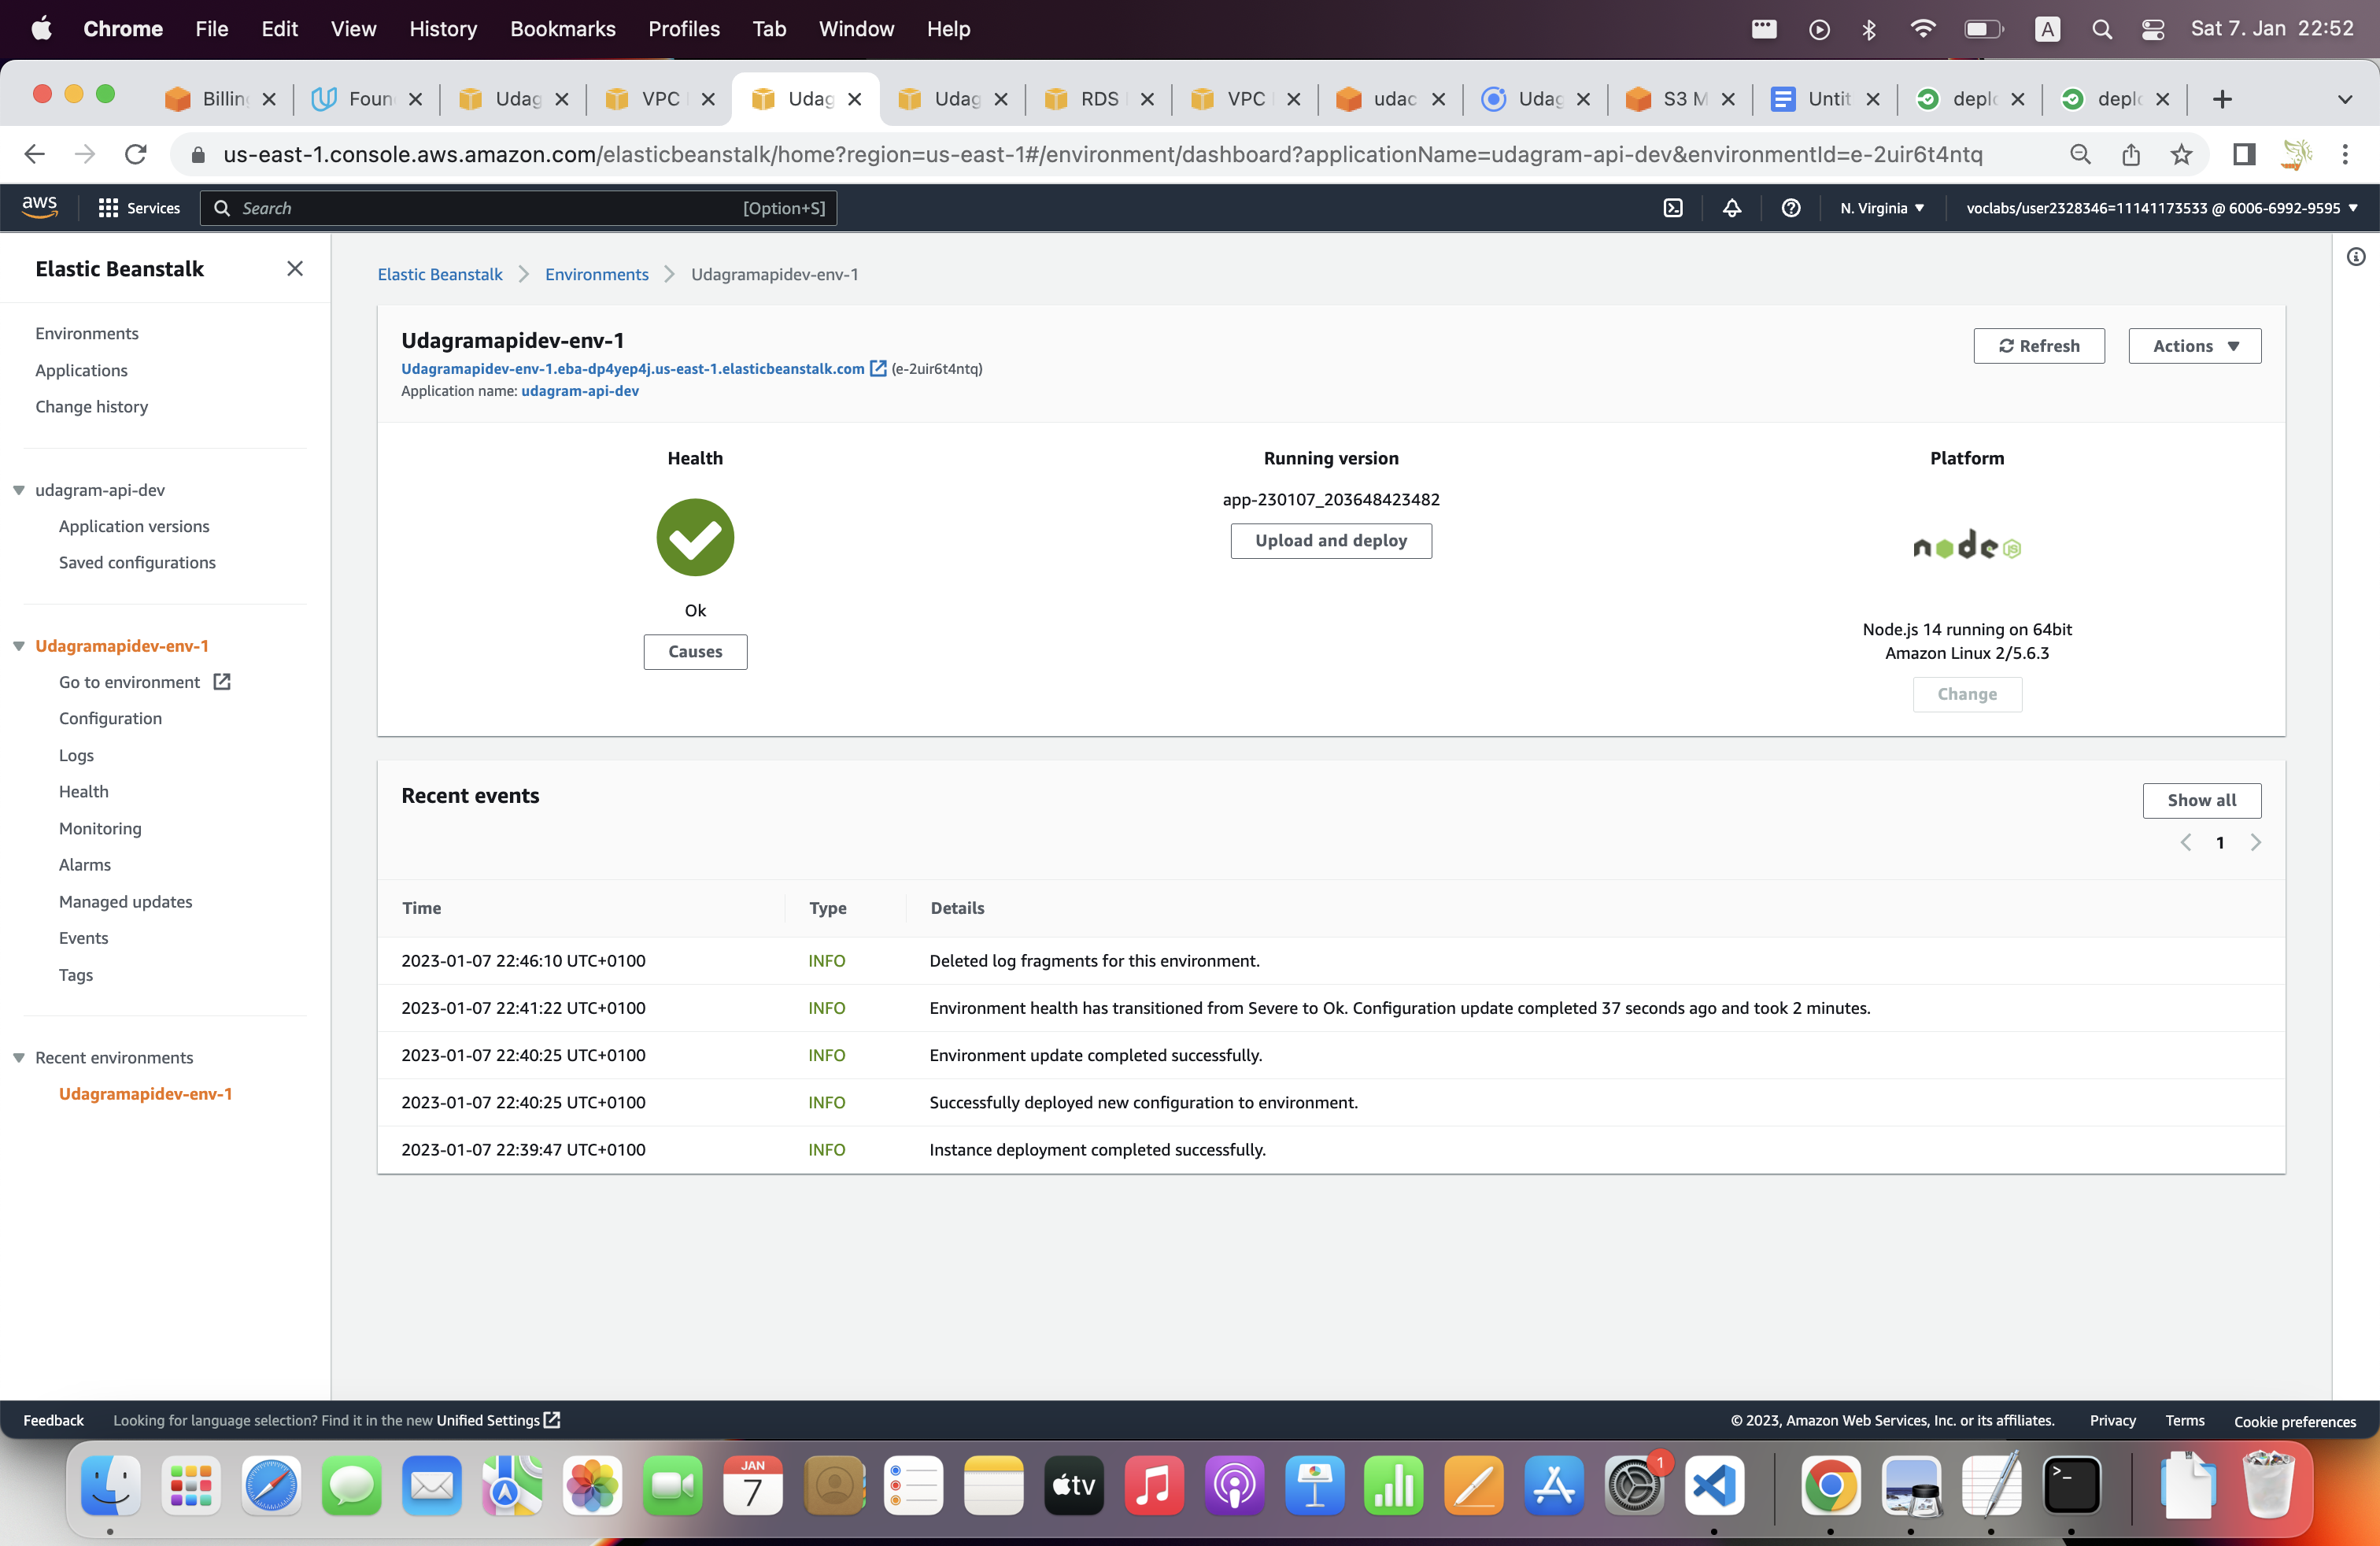 Chrome File Edit View History Bookmarks Profiles Tab Window Help A Sat 7. Jan 22:52
Billin Foun Udag VPC Udag Udag RDS VPC udac Udag S3 M Untit deplo deplo
us-east-1.console.aws.amazon.com/elasticbeanstalk/home?region=us-east-1#/environment/dashboard?applicationName=udagram-api-dev&environmentId=e-2uir6t4ntq
aws Services Search [Option+S] N. Virginia voclabs/user2328346=11141173533 @ 6006-6992-9595
Elastic Beanstalk
Environments
Applications
Change history
udagram-api-dev
Application versions
Saved configurations
Udagramapidev-env-1
Go to environment
Configuration
Logs
Health
Monitoring
Alarms
Managed updates
Events
Tags
Recent environments
Udagramapidev-env-1
Elastic Beanstalk Environments Udagramapidev-env-1
Udagramapidev-env-1
Udagramapidev-env-1.eba-dp4yep4j.us-east-1.elasticbeanstalk.com (e-2uir6t4ntq)
Application name: udagram-api-dev
Refresh Actions
Health
Ok
Causes
Running version
app-230107_203648423482
Upload and deploy
Platform
node JS
Node.js 14 running on 64bit
Amazon Linux 2/5.6.3
Change
Recent events
Show all
1
Time Type Details
2023-01-07 22:46:10 UTC+0100 INFO Deleted log fragments for this environment.
2023-01-07 22:41:22 UTC+0100 INFO Environment health has transitioned from Severe to Ok. Configuration update completed 37 seconds ago and took 2 minutes.
2023-01-07 22:40:25 UTC+0100 INFO Environment update completed successfully.
2023-01-07 22:40:25 UTC+0100 INFO Successfully deployed new configuration to environment.
2023-01-07 22:39:47 UTC+0100 INFO Instance deployment completed successfully.
Feedback Looking for language selection? Find it in the new Unified Settings © 2023, Amazon Web Services, Inc. or its affiliates. Privacy Terms Cookie preferences
JAN
7
tv
1